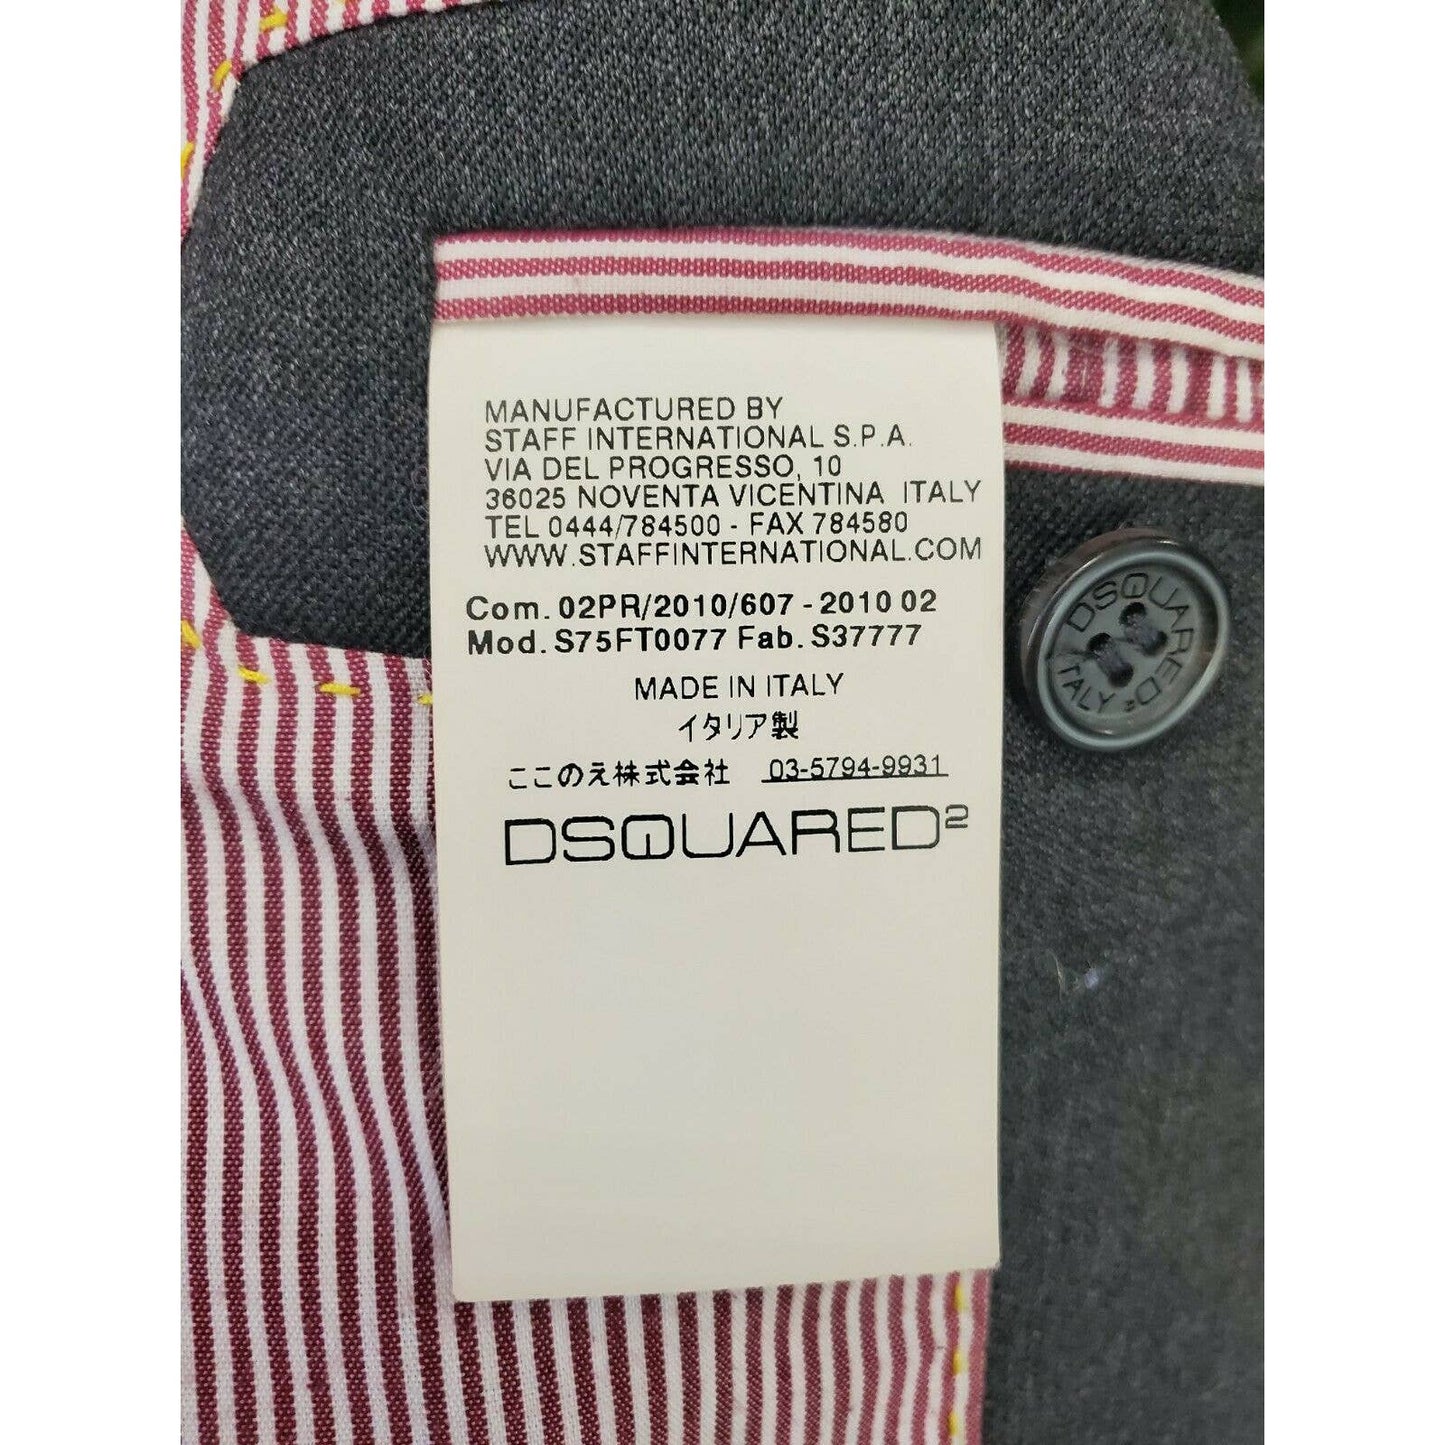 MANUFACTURED BY
STAFF INTERNATIONAL S.P.A.
VIA DEL PROGRESSO, 10
36025 NOVENTA VICENTINA ITALY
TEL 0444/784500 - FAX 784580
WWW.STAFFINTERNATIONAL.COM
Com. 02PR/2010/607 - 2010 02
Mod. S75FT0077 Fab. S37777
MADE IN ITALY
イタリア製
ここのえ株式会社 03-5794-9931
DSQUARED²
DSQUARED²
ITALY